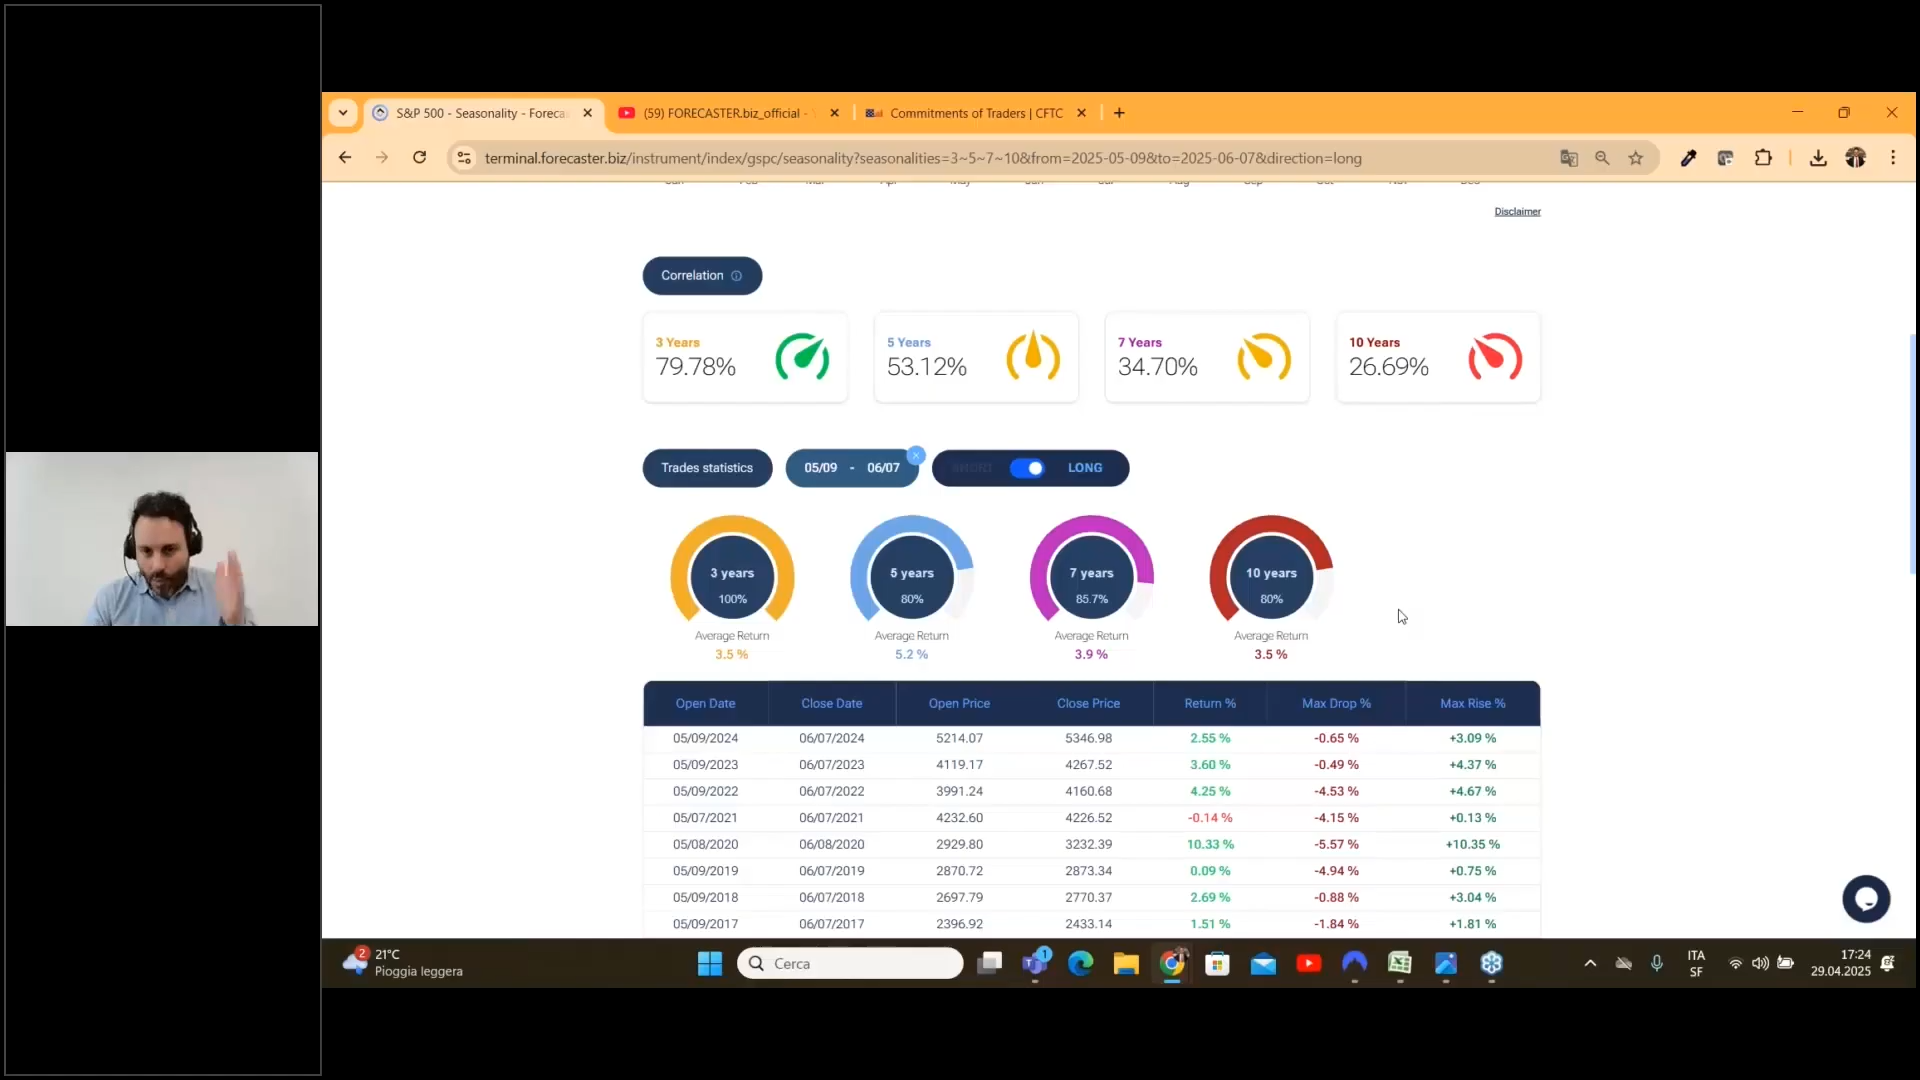 S&P 500 - Seasonality - Foreca
(59) FORECASTER.biz_official -
Commitments of Traders | CFTC
terminal.forecaster.biz/instrument/index/gspc/seasonality?seasonalities=3~5~7~10&from=2025-05-09&to=2025-06-07&direction=long
Disclaimer
Correlation
3 Years 5 Years 7 Years 10 Years
79.78% 53.12% 34.70% 26.69%
Trades statistics 05/09 - 06/07 SHORT LONG
3 years 5 years 7 years 10 years
100% 80% 85.7% 80%
Average Return Average Return Average Return Average Return
3.5 % 5.2 % 3.9 % 3.5 %
Open Date Close Date Open Price Close Price Return % Max Drop % Max Rise %
05/09/2024 06/07/2024 5214.07 5346.98 2.55 % -0.65 % +3.09 %
05/09/2023 06/07/2023 4119.17 4267.52 3.60 % -0.49 % +4.37 %
05/09/2022 06/07/2022 3991.24 4160.68 4.25 % -4.53 % +4.67 %
05/07/2021 06/07/2021 4232.60 4226.52 -0.14 % -4.15 % +0.13 %
05/08/2020 06/08/2020 2929.80 3232.39 10.33 % -5.57 % +10.35 %
05/09/2019 06/07/2019 2870.72 2873.34 0.09 % -4.94 % +0.75 %
05/09/2018 06/07/2018 2697.79 2770.37 2.69 % -0.88 % +3.04 %
05/09/2017 06/07/2017 2396.92 2433.14 1.51 % -1.84 % +1.81 %
2
21°C
Pioggia leggera
Cerca
1
ITA
SF
17:24
29.04.2025